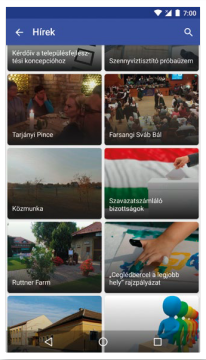 7:00
Hírek
Kérdőív a településfejlesz-
tési koncepcióhoz
Szennyvíztisztító próbaüzem
Tarjányi Pince
Farsangi Sváb Bál
Közmunka
Szavazatszámláló
bizottságok
Ruttner Farm
„Ceglédbercel a legjobb
hely” rajzpályázat